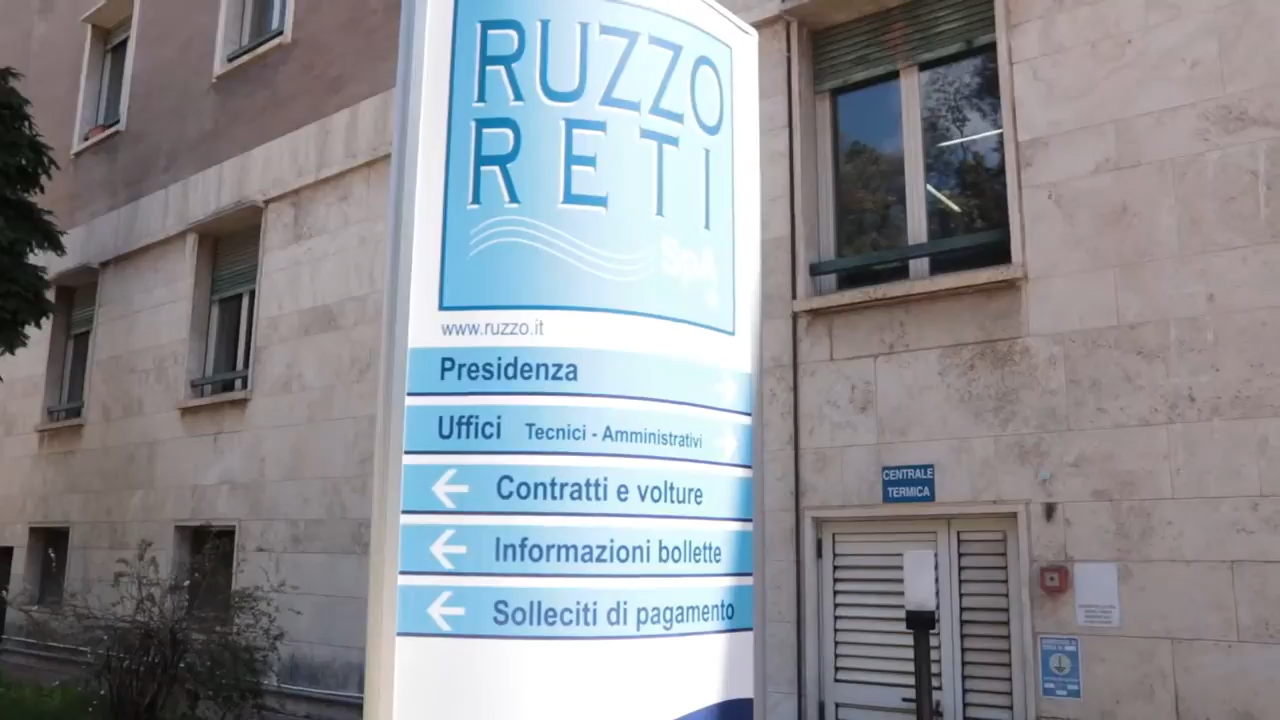 RUZZO
RETI
SpA
www.ruzzo.it
Presidenza
Uffici Tecnici - Amministrativi
Contratti e volture
Informazioni bollette
Solleciti di pagamento
CENTRALE
TERMICA